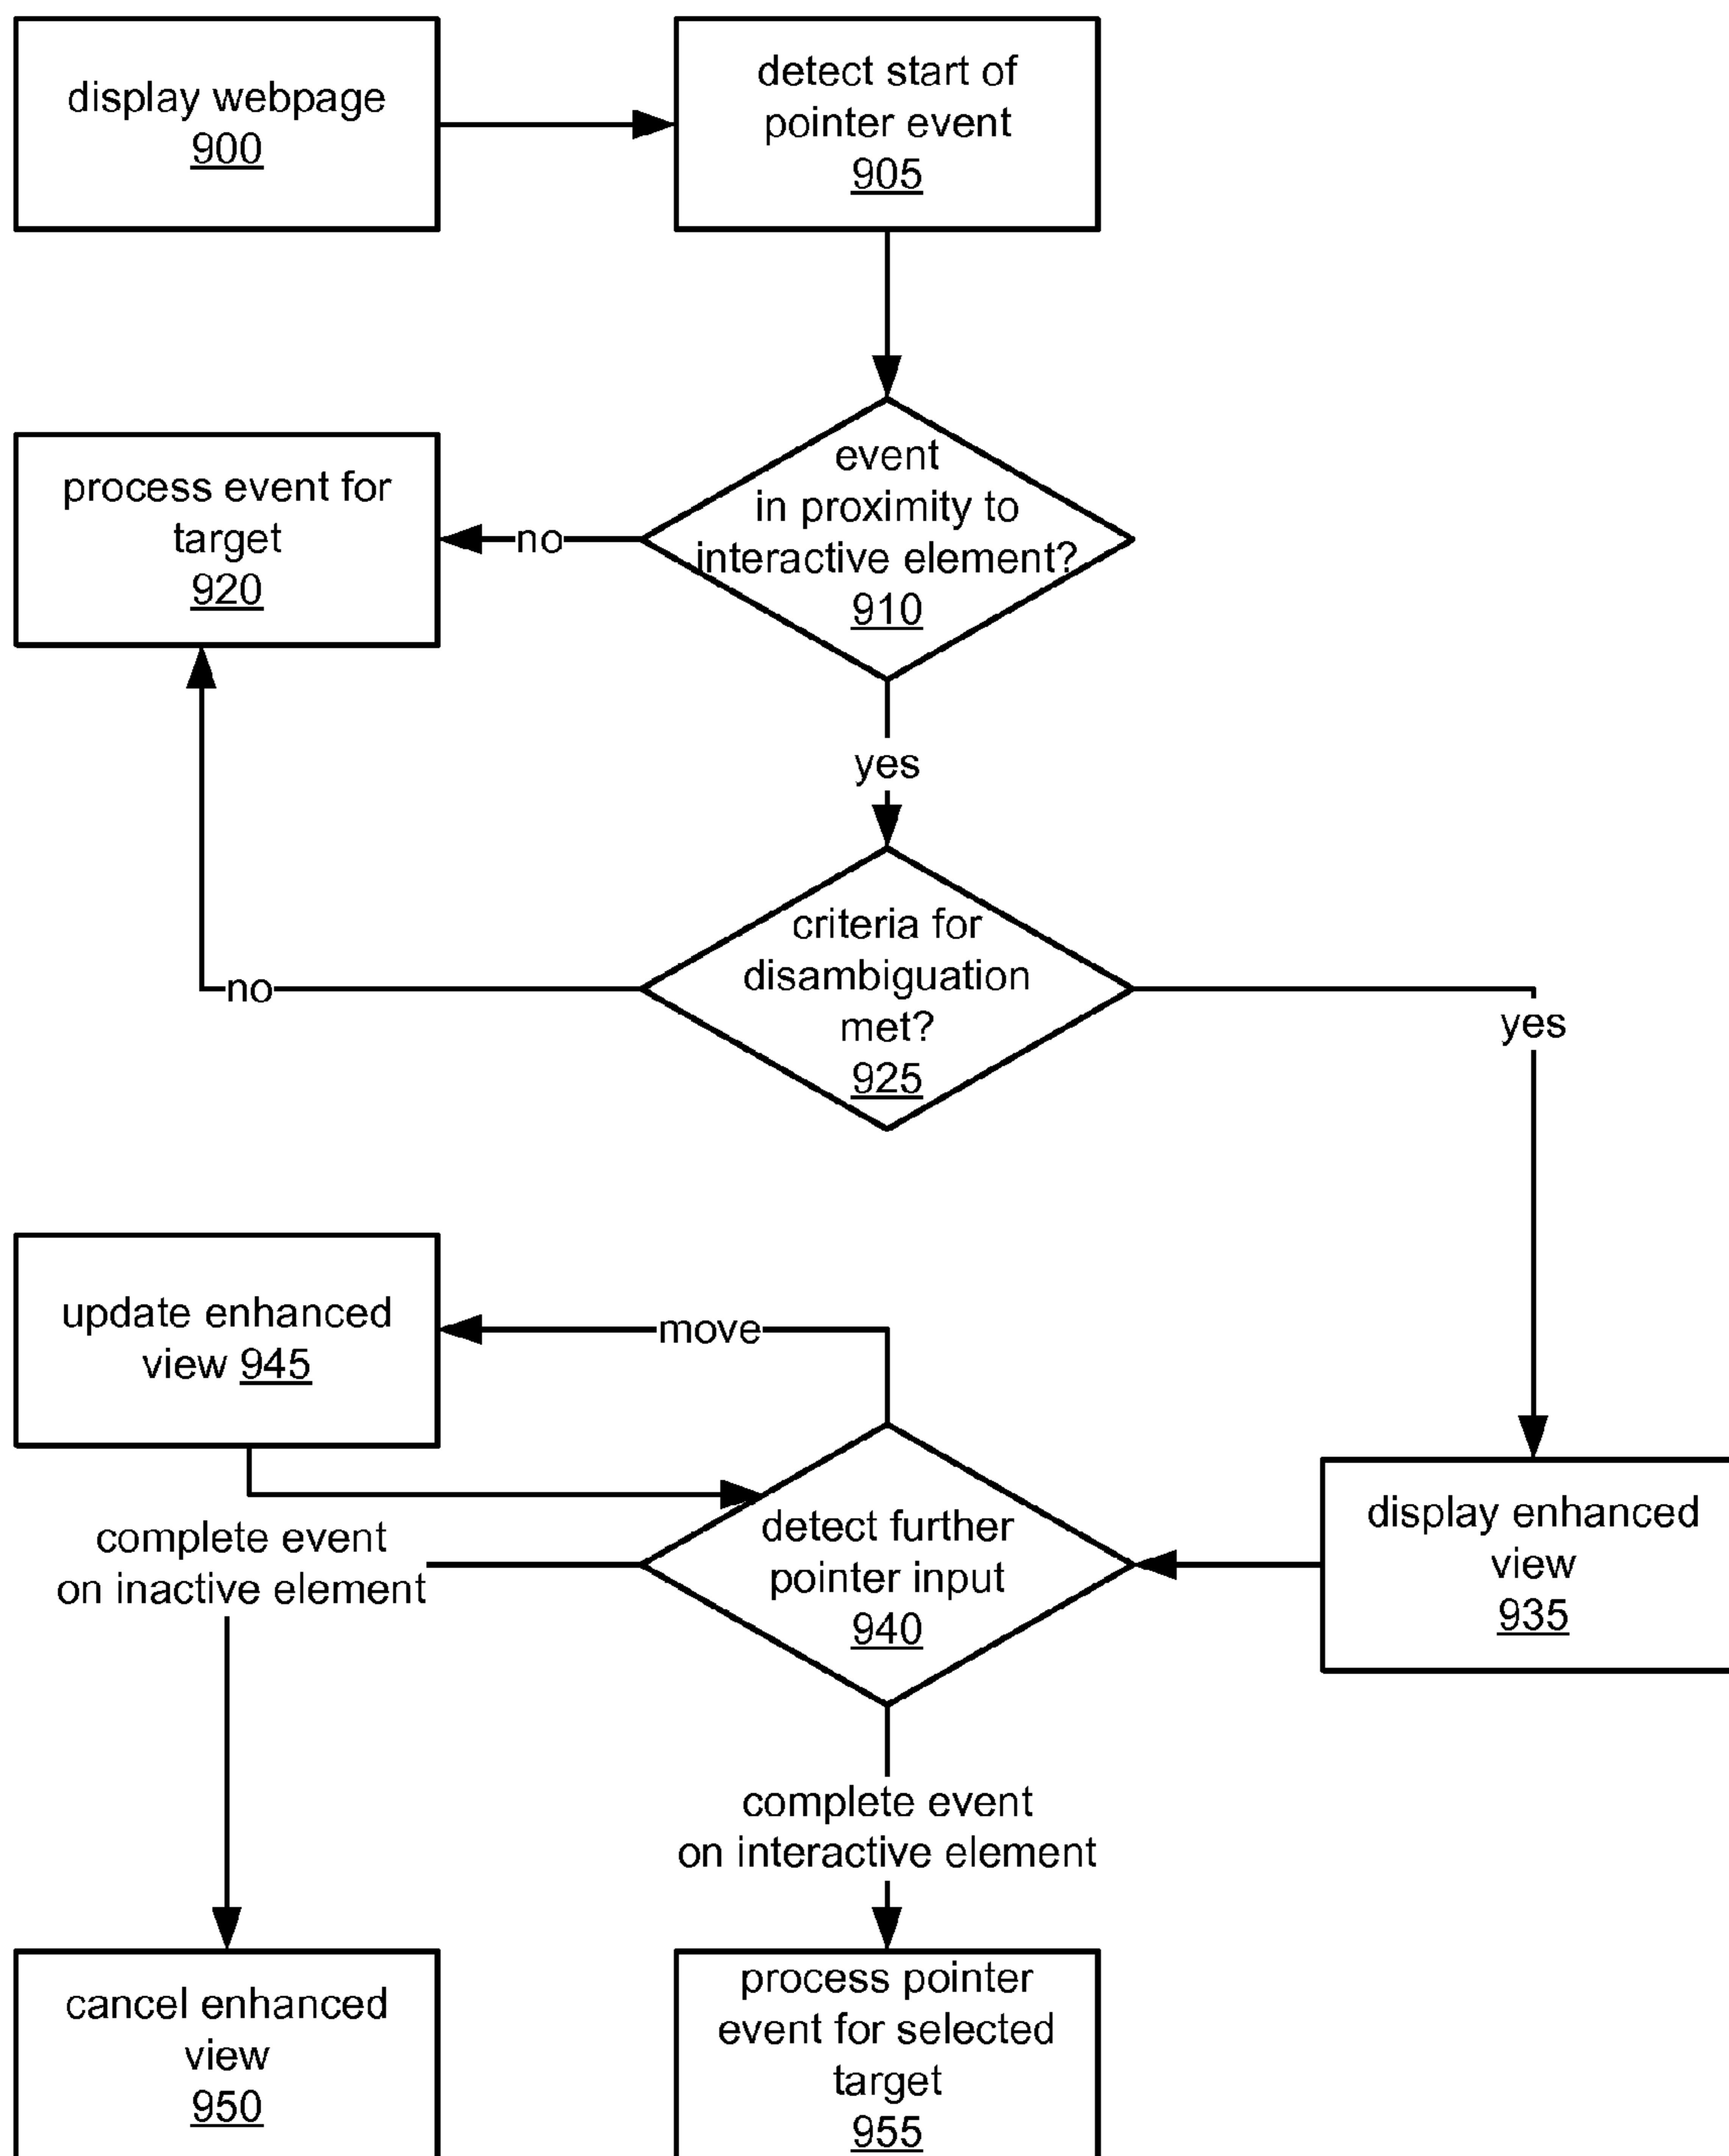 display webpage
900
detect start of
pointer event
905
event
in proximity to
interactive element?
910
no
process event for
target
920
yes
criteria for
disambiguation
met?
925
no
yes
update enhanced
view 945
move
detect further
pointer input
940
display enhanced
view
935
complete event
on inactive element
complete event
on interactive element
cancel enhanced
view
950
process pointer
event for selected
target
955